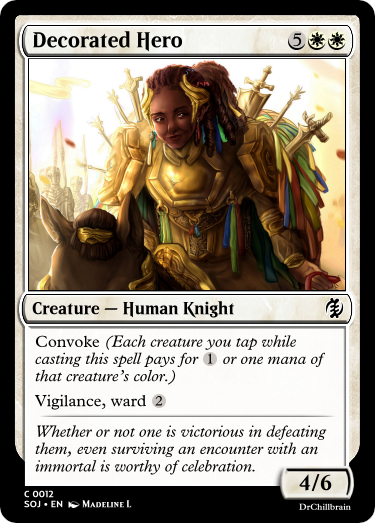 Decorated Hero 5
Creature — Human Knight
Convoke (Each creature you tap while
casting this spell pays for 1 or one mana of
that creature's color.)
Vigilance, ward 2
Whether or not one is victorious in defeating
them, even surviving an encounter with an
immortal is worthy of celebration.
4/6
C 0012
SOJ • EN Madeline L
DrChillbrain